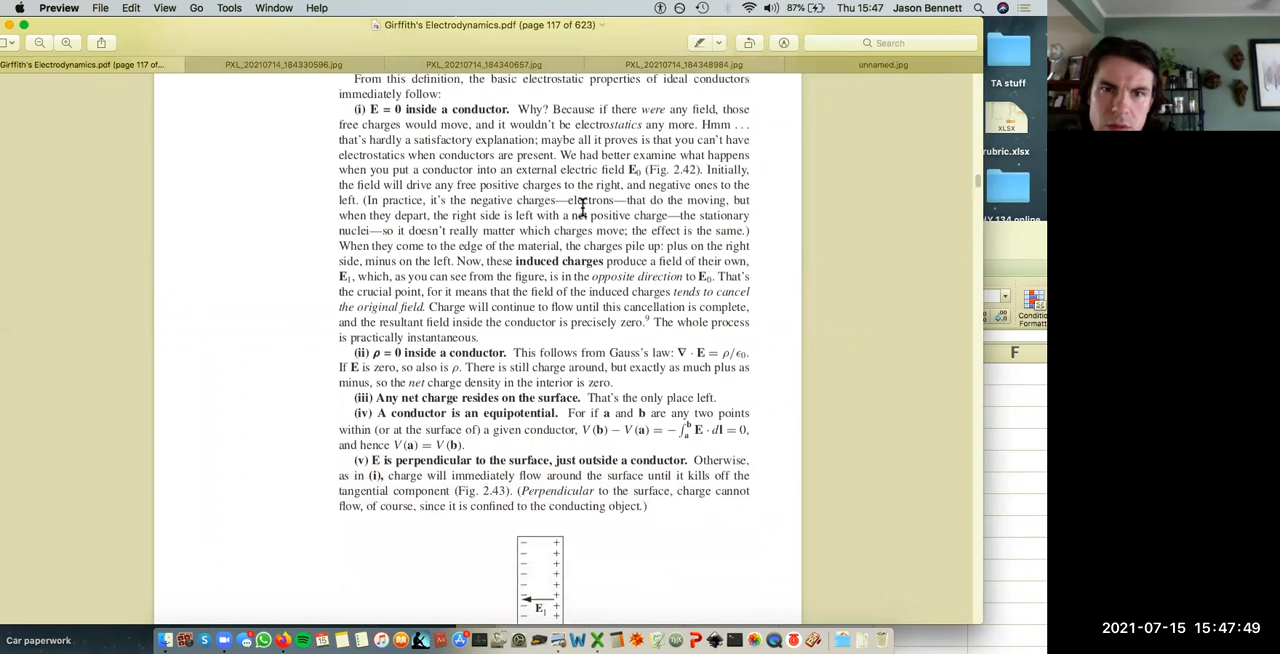 Preview File Edit View Go Tools Window Help 87% Thu 15:47 Jason Bennett
Girffith's Electrodynamics.pdf (page 117 of 623)
Search
Girffith's Electrodynamics.pdf (page 117 of... PXL_20210714_184330596.jpg PXL_20210714_184340657.jpg PXL_20210714_184348984.jpg unnamed.jpg
From this definition, the basic electrostatic properties of ideal conductors
immediately follow:
(i) E = 0 inside a conductor. Why? Because if there were any field, those
free charges would move, and it wouldn't be electrostatics any more. Hmm . . .
that's hardly a satisfactory explanation; maybe all it proves is that you can't have
electrostatics when conductors are present. We had better examine what happens
when you put a conductor into an external electric field E₀ (Fig. 2.42). Initially,
the field will drive any free positive charges to the right, and negative ones to the
left. (In practice, it's the negative charges—electrons—that do the moving, but
when they depart, the right side is left with a net positive charge—the stationary
nuclei—so it doesn't really matter which charges move; the effect is the same.)
When they come to the edge of the material, the charges pile up: plus on the right
side, minus on the left. Now, these induced charges produce a field of their own,
E₁, which, as you can see from the figure, is in the opposite direction to E₀. That's
the crucial point, for it means that the field of the induced charges tends to cancel
the original field. Charge will continue to flow until this cancellation is complete,
and the resultant field inside the conductor is precisely zero.⁹ The whole process
is practically instantaneous.
(ii) ρ = 0 inside a conductor. This follows from Gauss's law: ∇ · E = ρ/ϵ₀.
If E is zero, so also is ρ. There is still charge around, but exactly as much plus as
minus, so the net charge density in the interior is zero.
(iii) Any net charge resides on the surface. That's the only place left.
(iv) A conductor is an equipotential. For if a and b are any two points
within (or at the surface of) a given conductor, V(b) − V(a) = −∫ₐᵇ E · dl = 0,
and hence V(a) = V(b).
(v) E is perpendicular to the surface, just outside a conductor. Otherwise,
as in (i), charge will immediately flow around the surface until it kills off the
tangential component (Fig. 2.43). (Perpendicular to the surface, charge cannot
flow, of course, since it is confined to the conducting object.)
− +
− +
− +
− +
− +
− +
E₁
− +
− +
TA stuff
XLSX
rubric.xlsx
HY 134 online
Conditio
Formatt
F
Car paperwork
2021-07-15 15:47:49